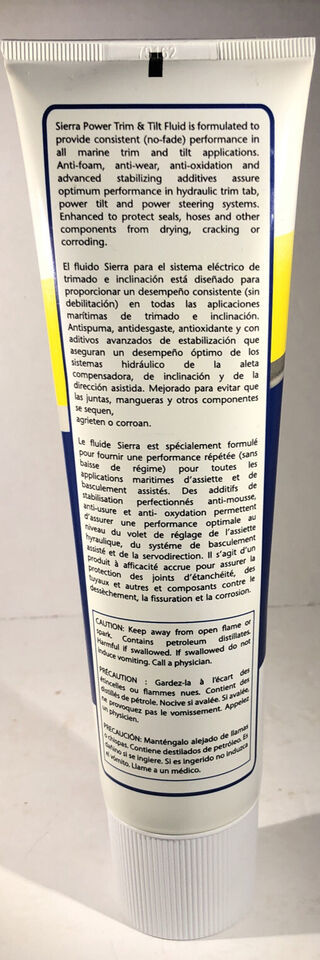 79162
Sierra Power Trim & Tilt Fluid is formulated to
provide consistent (no-fade) performance in
all marine trim and tilt applications.
Anti-foam, anti-wear, anti-oxidation and
advanced stabilizing additives assure
optimum performance in hydraulic trim tab,
power tilt and power steering systems.
Enhanced to protect seals, hoses and other
components from drying, cracking or
corroding.
El fluido Sierra para el sistema eléctrico de
trimado e inclinación está diseñado para
proporcionar un desempeño consistente (sin
debilitación) en todas las aplicaciones
marítimas de trimado e inclinación.
Antispuma, antidesgaste, antioxidante y con
aditivos avanzados de estabilización que
aseguran un desempeño óptimo de los
sistemas hidráulico de la aleta
compensadora, de inclinación y de la
dirección asistida. Mejorado para evitar que
las juntas, mangueras y otros componentes
se sequen,
agrieten o corroan.
Le fluide Sierra est spécialement formulé
pour fournir une performance répétée (sans
baisse de régime) pour toutes les
applications maritimes d'assiette et de
basculement assistés. Des additifs de
stabilisation perfectionnés anti-mousse,
anti-usure et anti- oxydation permettent
d'assurer une performance optimale au
niveau du volet de réglage de l'assiette
hyraulique, du systéme de basculement
assisté et de la servodirection. Il s'agit d'un
produit à afficacité accrue pour assurer la
protection des joints d'étanchéité, des
tuyaux et autres et composants contre le
dessèchement, la fissuration et la corrosion.
CAUTION: Keep away from open flame or
spark. Contains petroleum distillates.
Harmful if swallowed. If swallowed do not
induce vomiting. Call a physician.
PRÉCAUTION : Gardez-la à l'écart des
étincelles ou flammes nues. Contient des
distillés de pétrole. Nocive si avalée. Si avalée,
ne provoquez pas le vomissement. Appelez
un physicien.
PRECAUCIÓN: Manténgalo alejado de llamas
o chispas. Contiene destilados de petróleo. Es
dañino si se ingiere. Si es ingerido no induzca
el vómito. Llame a un médico.